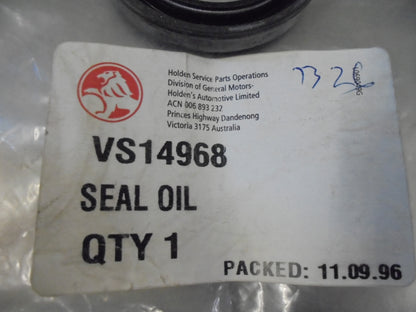 Holden Service Parts Operations
Division of General Motors-
Holden's Automotive Limited
ACN 006 893 232
Princes Highway Dandenong
Victoria 3175 Australia
VS14968
SEAL OIL
QTY 1
PACKED: 11.09.96